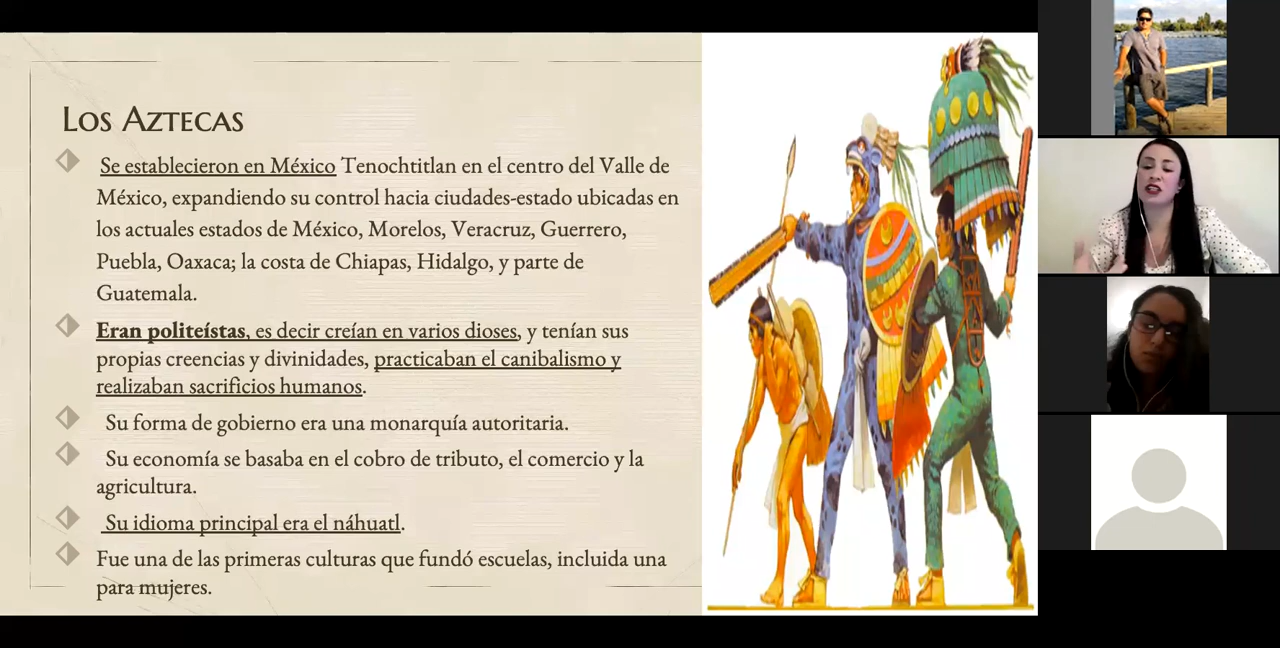 Los Aztecas
Se establecieron en México Tenochtitlan en el centro del Valle de
México, expandiendo su control hacia ciudades-estado ubicadas en
los actuales estados de México, Morelos, Veracruz, Guerrero,
Puebla, Oaxaca; la costa de Chiapas, Hidalgo, y parte de
Guatemala.
Eran politeístas, es decir creían en varios dioses, y tenían sus
propias creencias y divinidades, practicaban el canibalismo y
realizaban sacrificios humanos.
Su forma de gobierno era una monarquía autoritaria.
Su economía se basaba en el cobro de tributo, el comercio y la
agricultura.
Su idioma principal era el náhuatl.
Fue una de las primeras culturas que fundó escuelas, incluida una
para mujeres.